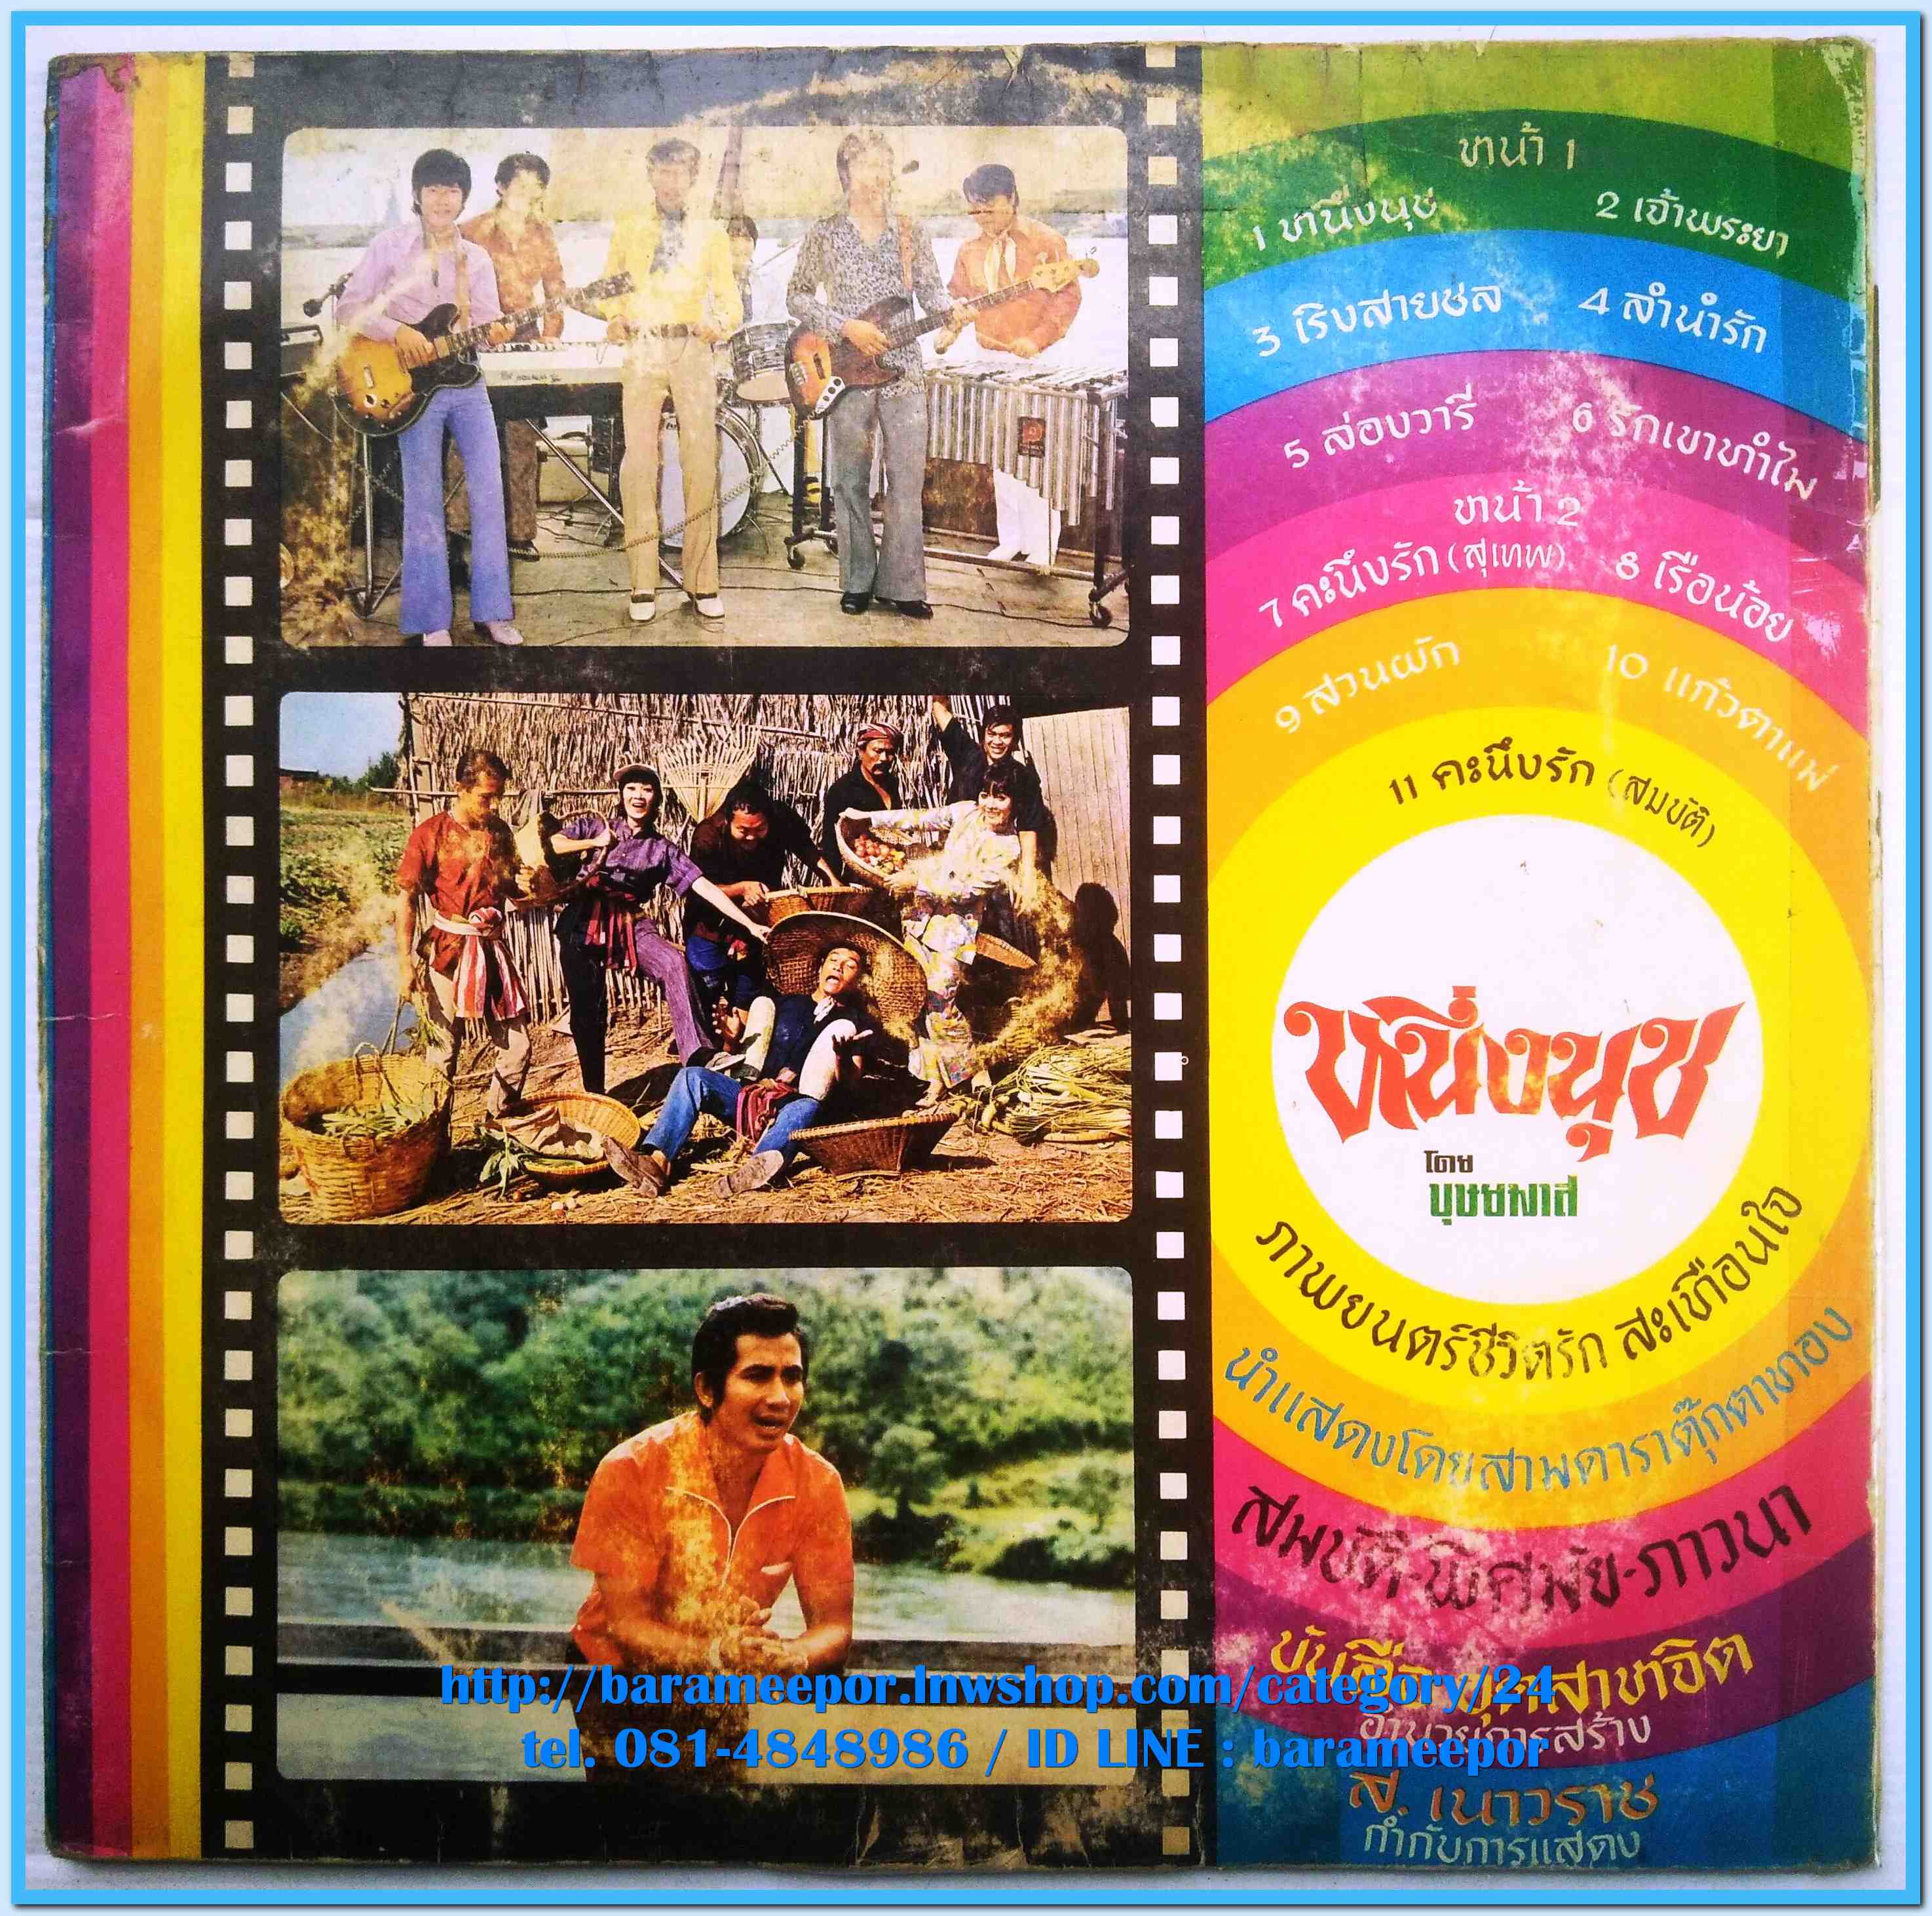 หน้า 1
1 หนึ่งนุช 2 เจ้าพระยา
3 เริงสายชล 4 ลำนำรัก
5 ล่องวารี 6 รักเขาทำไม
หน้า 2
7 คะนึงรัก (สุเทพ) 8 เรือน้อย
9 สวนผัก 10 แก้วตาแม่
11 คะนึงรัก (สมบัติ)
หนึ่งนุช
โดย
บุษยมาส
ภาพยนตร์ชีวิตรัก สะเทือนใจ
นำแสดงโดยสามดาราตุ๊กตาทอง
สมบัติ-พิศมัย-ภาวนา
บันลือ อุตสาหจิต
อำนวยการสร้าง
ส. เนาวราช
กำกับการแสดง
http://barameepor.lnwshop.com/category/24
tel. 081-4848986 / ID LINE : barameepor